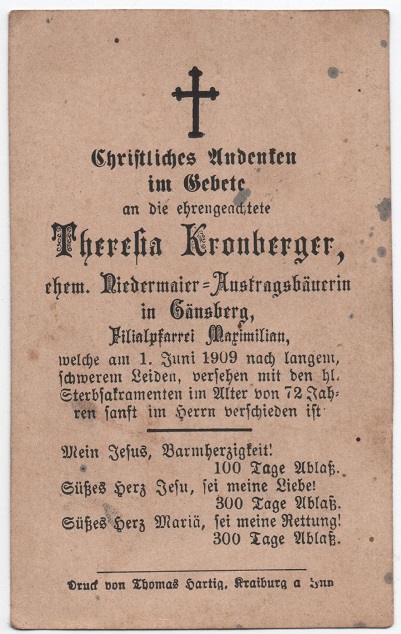 Christliches Andenken
im Gebete
an die ehrengeachtete
Theresia Kronberger,
ehem. Niedermaier=Austragsbäuerin
in Gänsberg,
Filialpfarrei Maximilian,
welche am 1. Juni 1909 nach langem,
schwerem Leiden, versehen mit den hl.
Sterbsakramenten im Alter von 72 Jah-
ren sanft im Herrn verschieden ist
Mein Jesus, Barmherzigkeit!
100 Tage Ablaß.
Süßes Herz Jesu, sei meine Liebe!
300 Tage Ablaß.
Süßes Herz Mariä, sei meine Rettung!
300 Tage Ablaß.
Druck von Thomas Hartig, Kraiburg a Inn